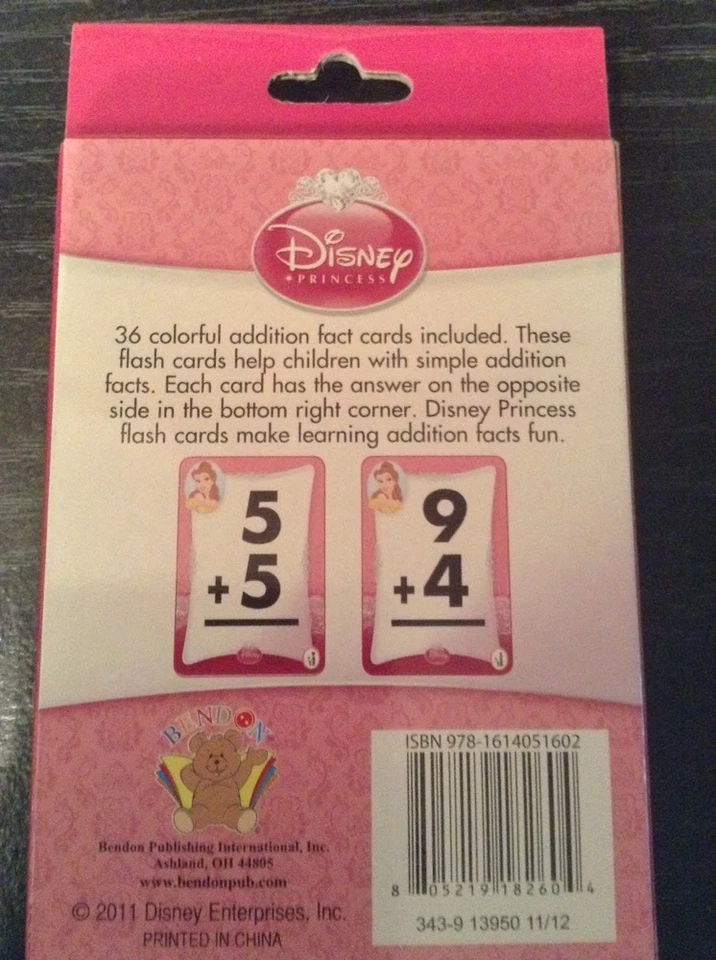 Disney
PRINCESS
36 colorful addition fact cards included. These
flash cards help children with simple addition
facts. Each card has the answer on the opposite
side in the bottom right corner. Disney Princess
flash cards make learning addition facts fun.
5
+5
9
+4
BENDON
Bendon Publishing International, Inc.
Ashland, OH 44805
www.bendonpub.com
© 2011 Disney Enterprises, Inc.
PRINTED IN CHINA
ISBN 978-1614051602
8 05219 18260 4
343-9 13950 11/12